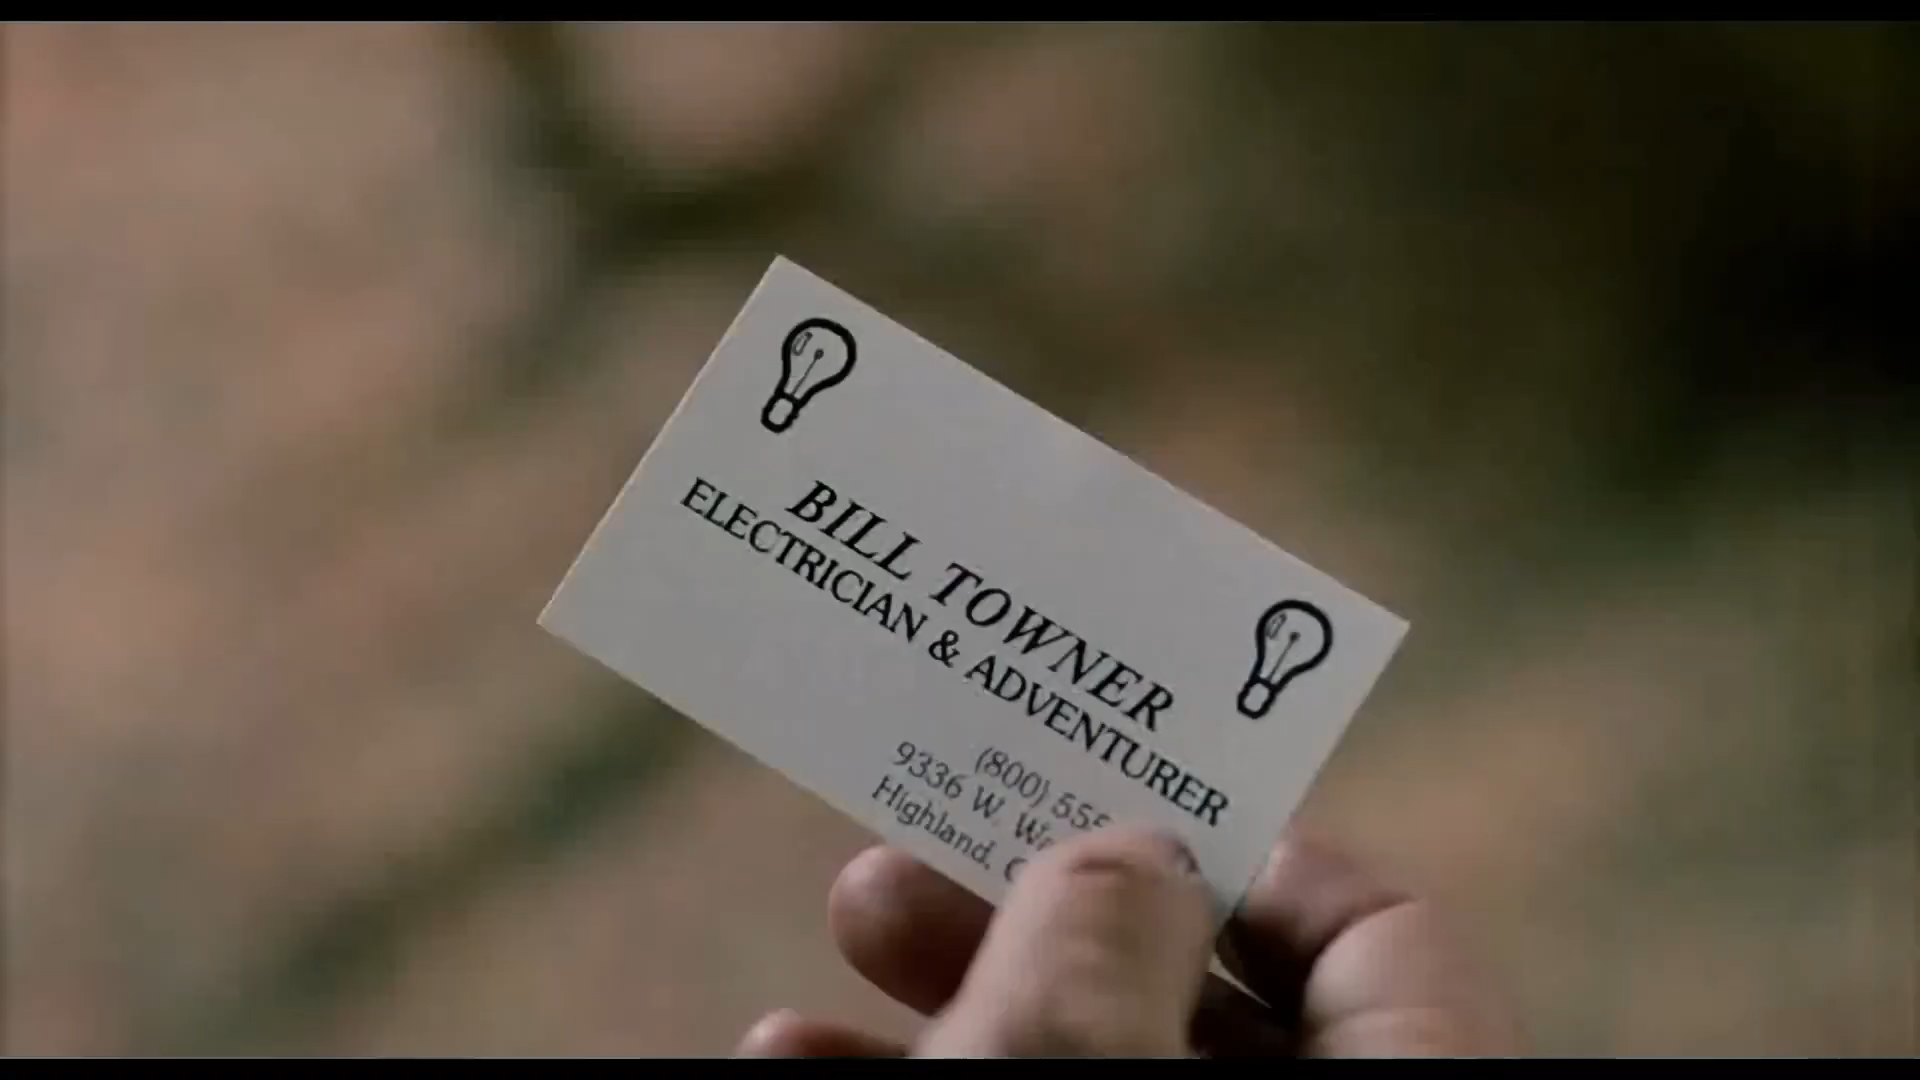 BILL TOWNER
ELECTRICIAN & ADVENTURER
(800) 555
9336 W.
Highland,